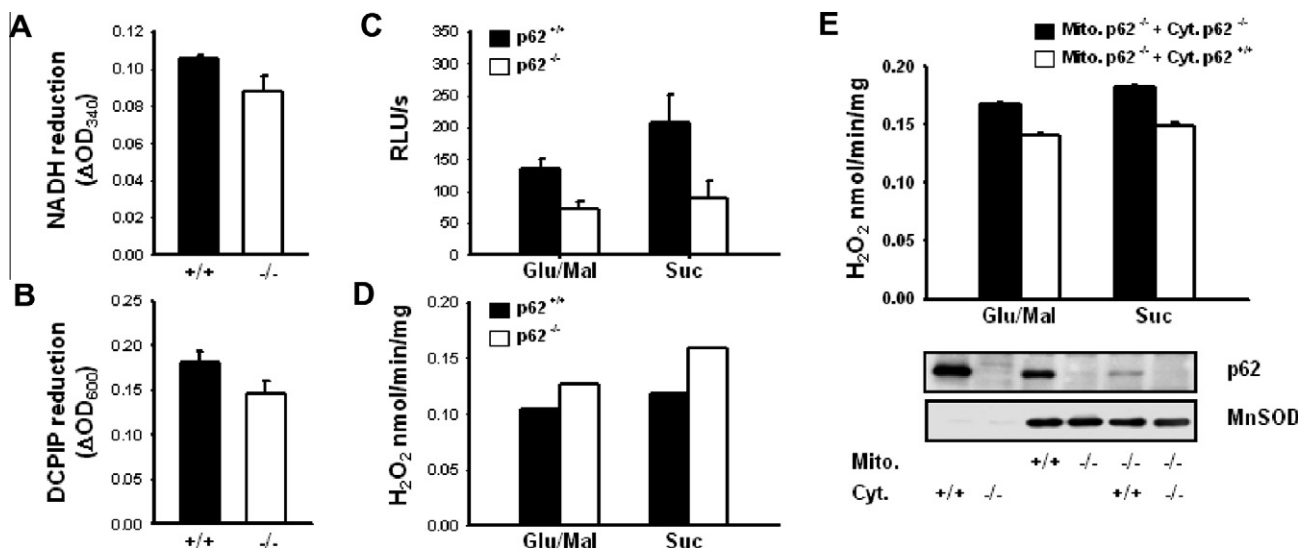 A
NADH reduction
(ΔOD340)
0.12
0.10
0.08
0.06
0.04
0.02
0.00
+/+ -/-
B
DCPIP reduction
(ΔOD600)
0.25
0.20
0.15
0.10
0.05
0.00
+/+ -/-
C
p62 +/+
p62 -/-
RLU/s
350
300
250
200
150
100
50
0
Glu/Mal Suc
D
p62 +/+
p62 -/-
H2O2 nmol/min/mg
0.20
0.15
0.10
0.05
0.00
Glu/Mal Suc
E
Mito. p62 -/- + Cyt. p62 -/-
Mito. p62 -/- + Cyt. p62 +/+
H2O2 nmol/min/mg
0.20
0.15
0.10
0.05
0.00
Glu/Mal Suc
p62
MnSOD
Mito. +/+ -/- -/- -/-
Cyt. +/+ -/- +/+ -/-